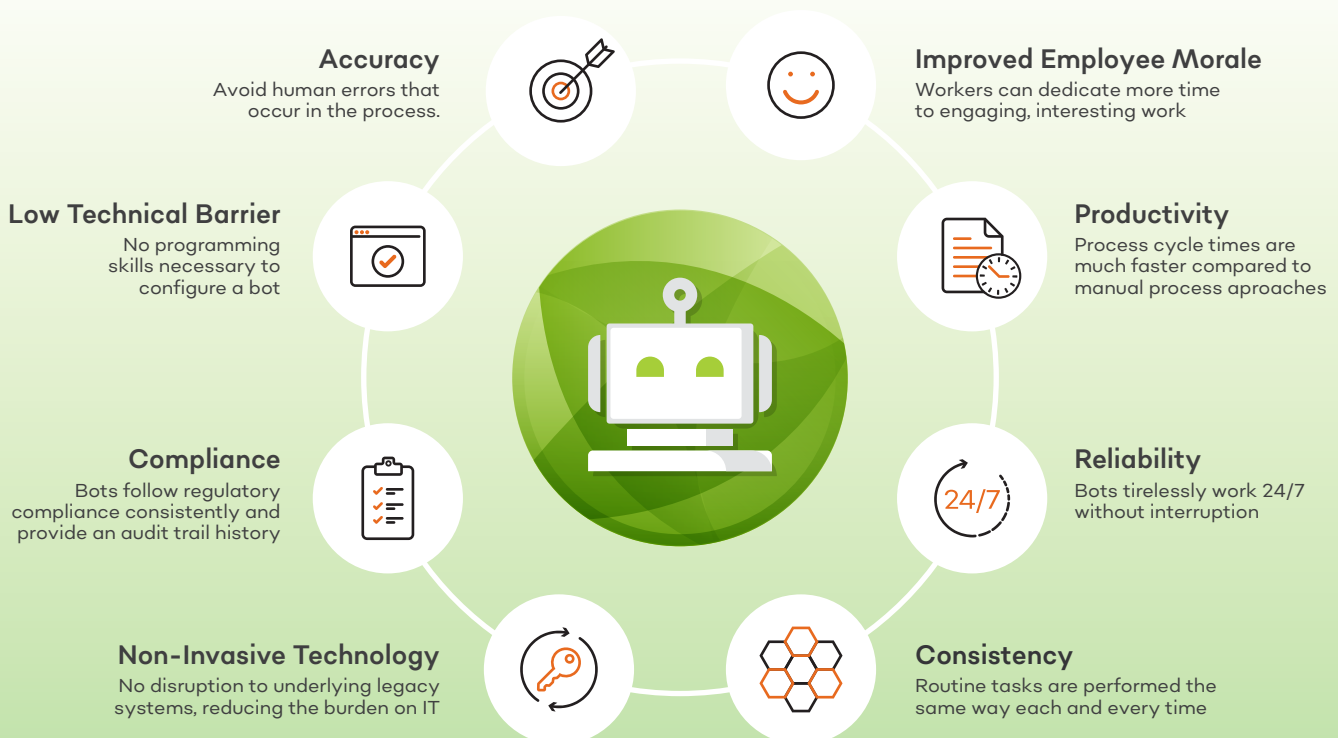 Accuracy
Avoid human errors that
occur in the process.
Improved Employee Morale
Workers can dedicate more time
to engaging, interesting work
Low Technical Barrier
No programming
skills necessary to
configure a bot
Productivity
Process cycle times are
much faster compared to
manual process aproaches
Compliance
Bots follow regulatory
compliance consistently and
provide an audit trail history
Reliability
Bots tirelessly work 24/7
without interruption
24/7
Non-Invasive Technology
No disruption to underlying legacy
systems, reducing the burden on IT
Consistency
Routine tasks are performed the
same way each and every time